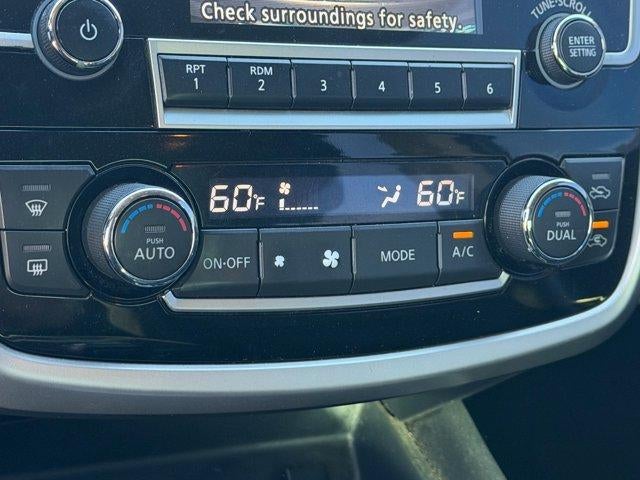 Check surroundings for safety.
TUNE·SCROLL
ENTER
SETTING
RPT
1
RDM
2
3
4
5
6
60°F
60°F
PUSH
AUTO
ON·OFF
MODE
A/C
PUSH
DUAL